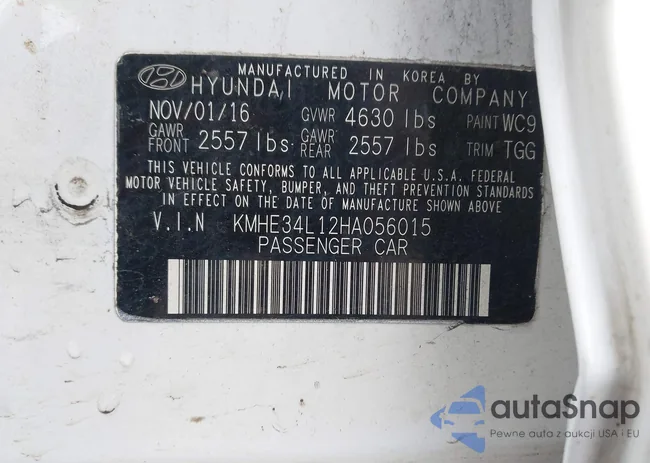 MANUFACTURED IN KOREA BY
HYUNDAI MOTOR COMPANY
NOV/01/16 GVWR 4630 lbs PAINT WC9
GAWR FRONT 2557 lbs GAWR: REAR 2557 lbs TRIM TGG
THIS VEHICLE CONFORMS TO ALL APPLICABLE U.S.A. FEDERAL
MOTOR VEHICLE SAFETY, BUMPER, AND THEFT PREVENTION STANDARDS
IN EFFECT ON THE DATE OF MANUFACTURE SHOWN ABOVE.
V.I.N KMHE34L12HA056015
PASSENGER CAR
autaSnap
Pewne auta z aukcji USA i EU